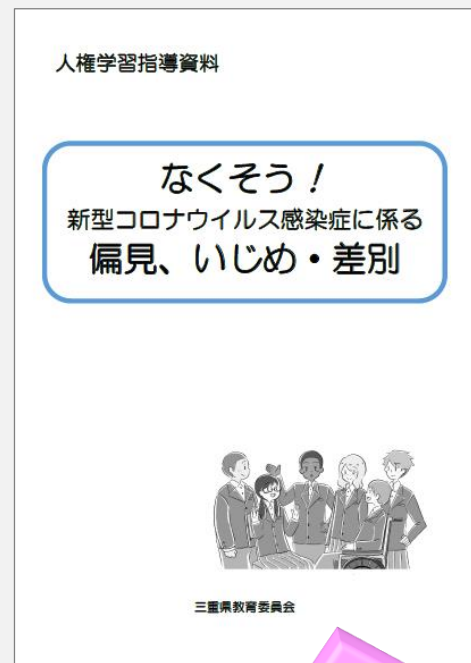 人権学習指導資料
なくそう！
新型コロナウイルス感染症に係る
偏見、いじめ・差別
三重県教育委員会